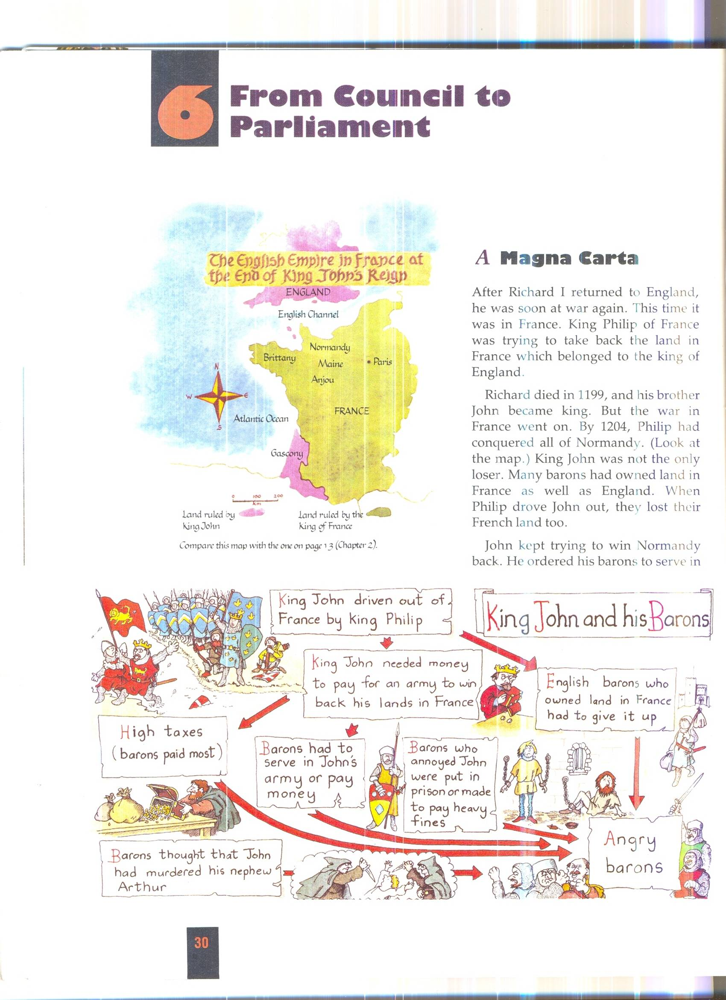 6
From Council to
Parliament
The English Empire in France at
the End of King John's Reign
ENGLAND
English Channel
Normandy
Brittany
Maine
Paris
Anjou
N
W
E
S
FRANCE
Atlantic Ocean
Gascony
0 100 200
km
Land ruled by
King John
Land ruled by the
King of France
Compare this map with the one on page 13 (Chapter 2).
A Magna Carta
After Richard I returned to England,
he was soon at war again. This time it
was in France. King Philip of France
was trying to take back the land in
France which belonged to the king of
England.
Richard died in 1199, and his brother
John became king. But the war in
France went on. By 1204, Philip had
conquered all of Normandy. (Look at
the map.) King John was not the only
loser. Many barons had owned land in
France as well as England. When
Philip drove John out, they lost their
French land too.
John kept trying to win Normandy
back. He ordered his barons to serve in
King John and his Barons
King John driven out of
France by King Philip
King John needed money
to pay for an army to win
back his lands in France
English barons who
owned land in France
had to give it up
High taxes
(barons paid most)
Barons had to
serve in John's
army or pay
money
Barons who
annoyed John
were put in
prison or made
to pay heavy
fines
Barons thought that John
had murdered his nephew
Arthur
Angry
barons
30